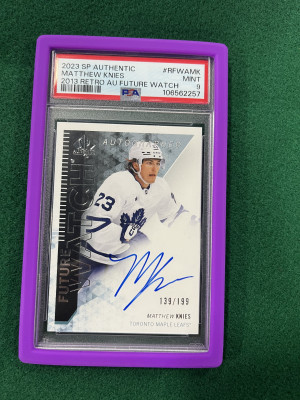 2023 SP AUTHENTIC #RFWAMK
MATTHEW KNIES MINT
2013 RETRO AU FUTURE WATCH 9
PSA 106562257
AUTHENTIC
FUTURE
WATCH
23
139/199
MATTHEW KNIES
TORONTO MAPLE LEAFS